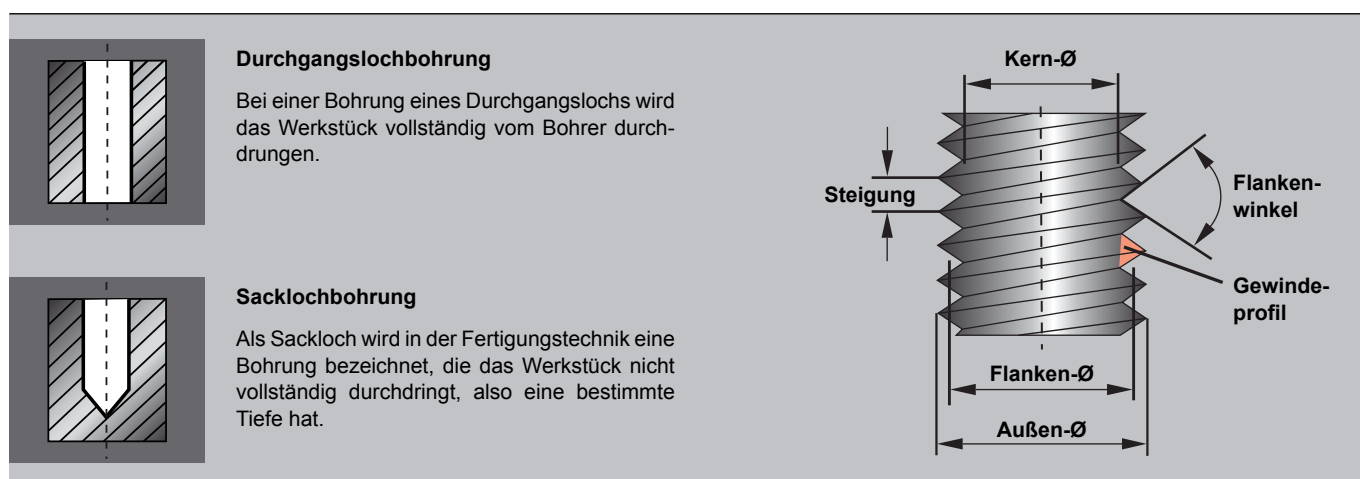 Durchgangslochbohrung
Bei einer Bohrung eines Durchgangslochs wird
das Werkstück vollständig vom Bohrer durch-
drungen.
Sacklochbohrung
Als Sackloch wird in der Fertigungstechnik eine
Bohrung bezeichnet, die das Werkstück nicht
vollständig durchdringt, also eine bestimmte
Tiefe hat.
Kern-Ø
Steigung
Flanken-
winkel
Gewinde-
profil
Flanken-Ø
Außen-Ø